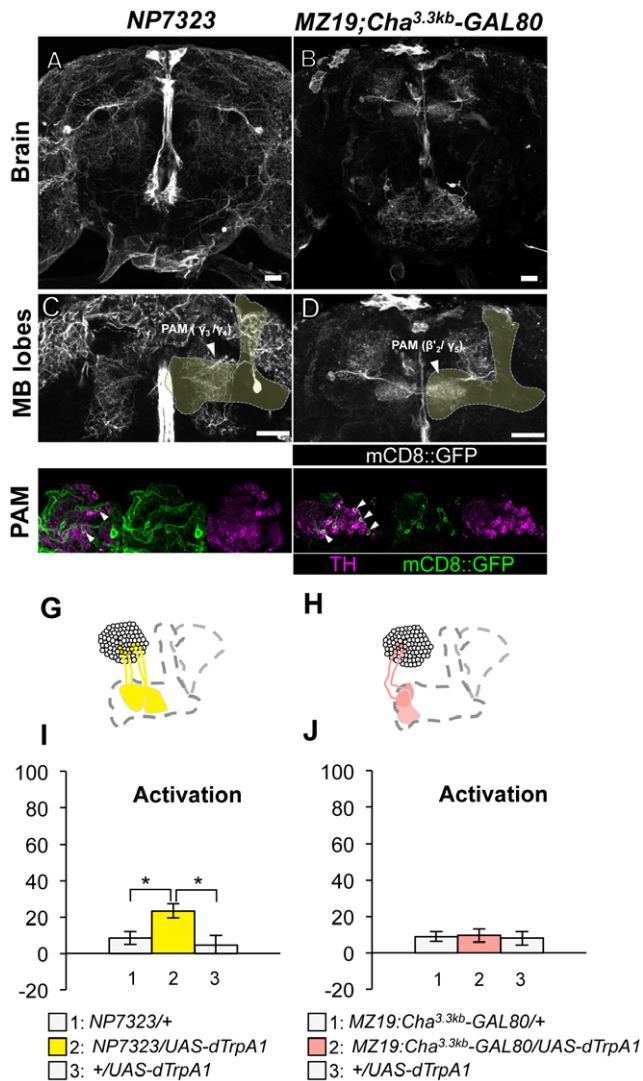 NP7323
MZ19;Cha3.3kb-GAL80
Brain
A
B
MB lobes
C
PAM (γ3/γ4)
D
PAM (β'2/γ5)
mCD8::GFP
PAM
TH mCD8::GFP
G
H
I
J
100
80
60
40
20
0
-20
Activation
*
*
1 2 3
100
80
60
40
20
0
-20
Activation
1 2 3
1: NP7323/+
2: NP7323/UAS-dTrpA1
3: +/UAS-dTrpA1
1: MZ19:Cha3.3kb-GAL80/+
2: MZ19:Cha3.3kb-GAL80/UAS-dTrpA1
3: +/UAS-dTrpA1